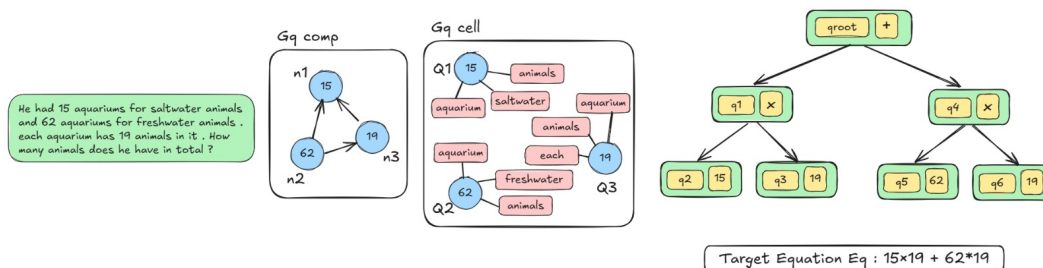 He had 15 aquariums for saltwater animals
and 62 aquariums for freshwater animals .
each aquarium has 19 animals in it . How
many animals does he have in total ?
Gq comp
n1
15
19
62
n3
n2
Gq cell
Q1
15
animals
aquarium
saltwater
aquarium
animals
each
19
Q3
aquarium
freshwater
62
Q2
animals
qroot +
q1 ×
q4 ×
q2 15
q3 19
q5 62
q6 19
Target Equation Eq : 15×19 + 62*19